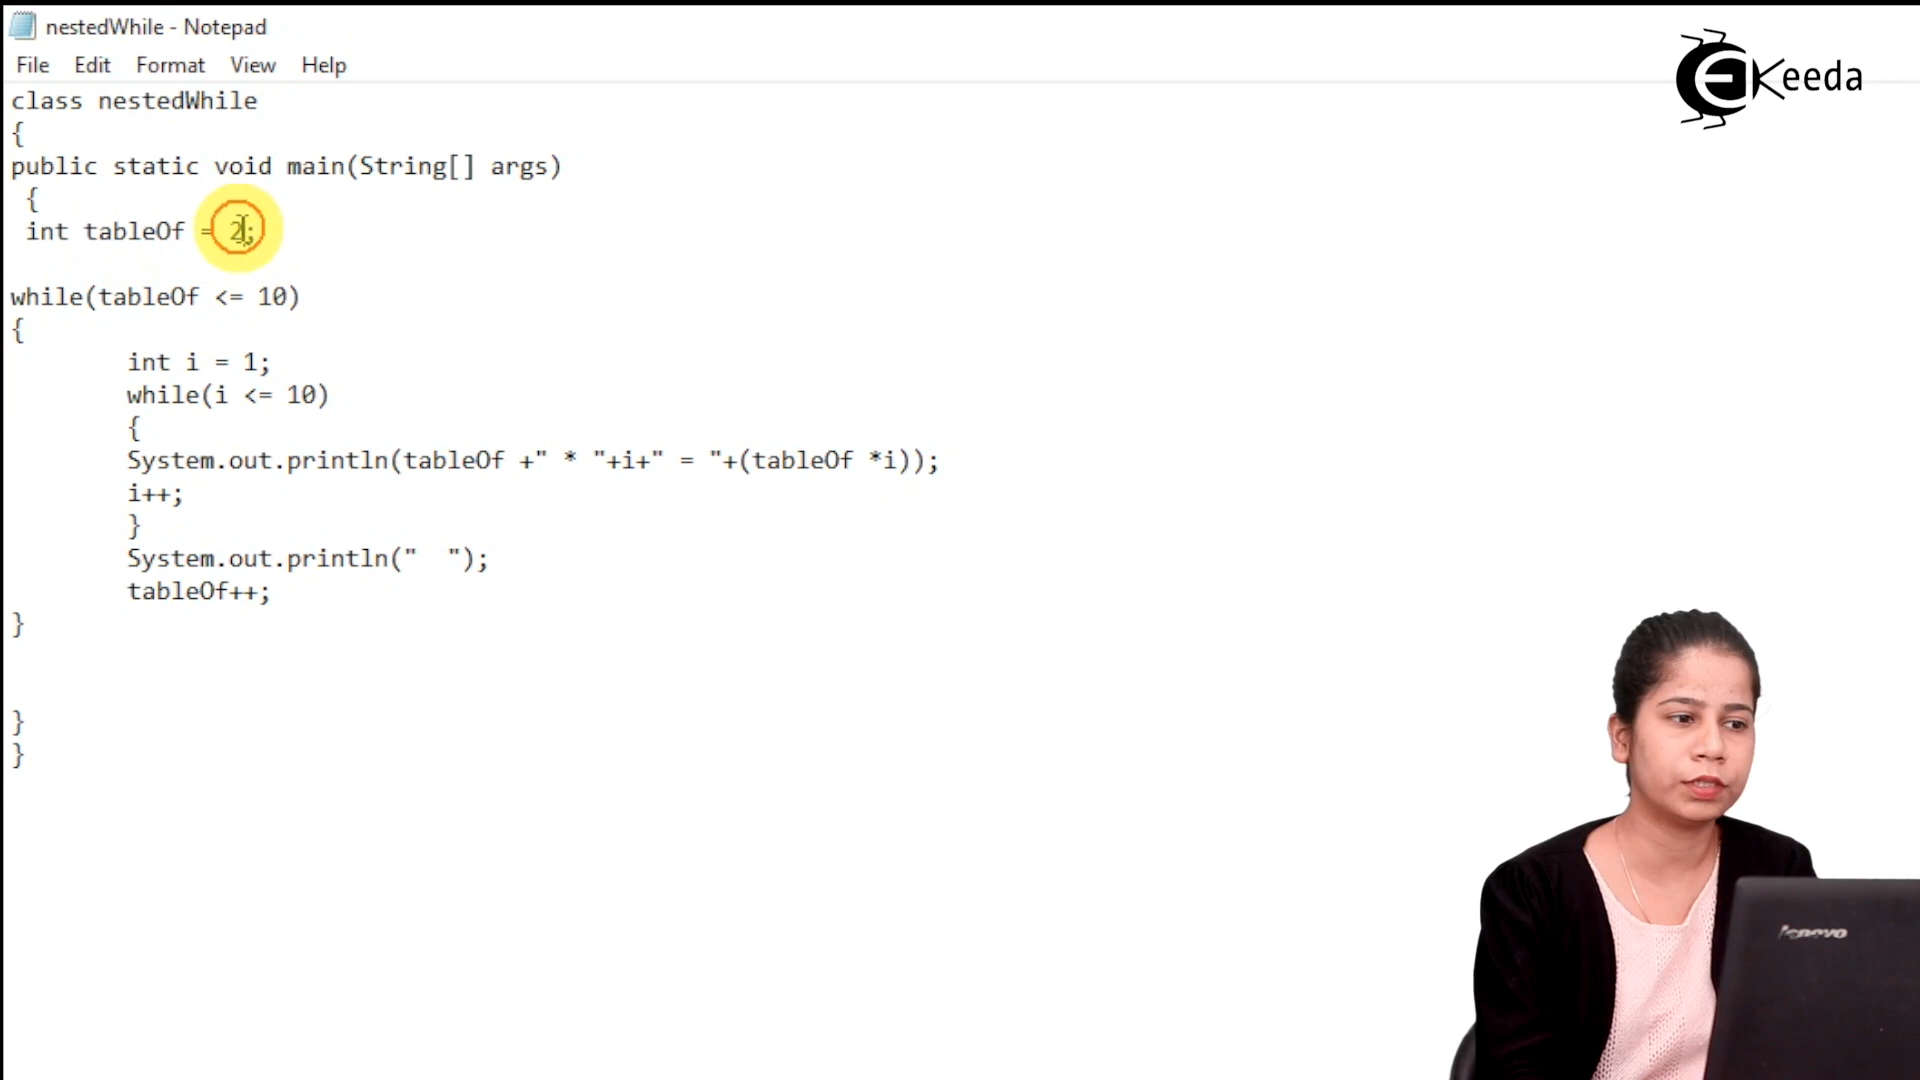 nestedWhile - Notepad
File Edit Format View Help
EKeeda
class nestedWhile
{
public static void main(String[] args)
{
int tableOf = 2;
while(tableOf <= 10)
{
int i = 1;
while(i <= 10)
{
System.out.println(tableOf +" * "+i+" = "+(tableOf *i));
i++;
}
System.out.println("  ");
tableOf++;
}
}
}
lenovo